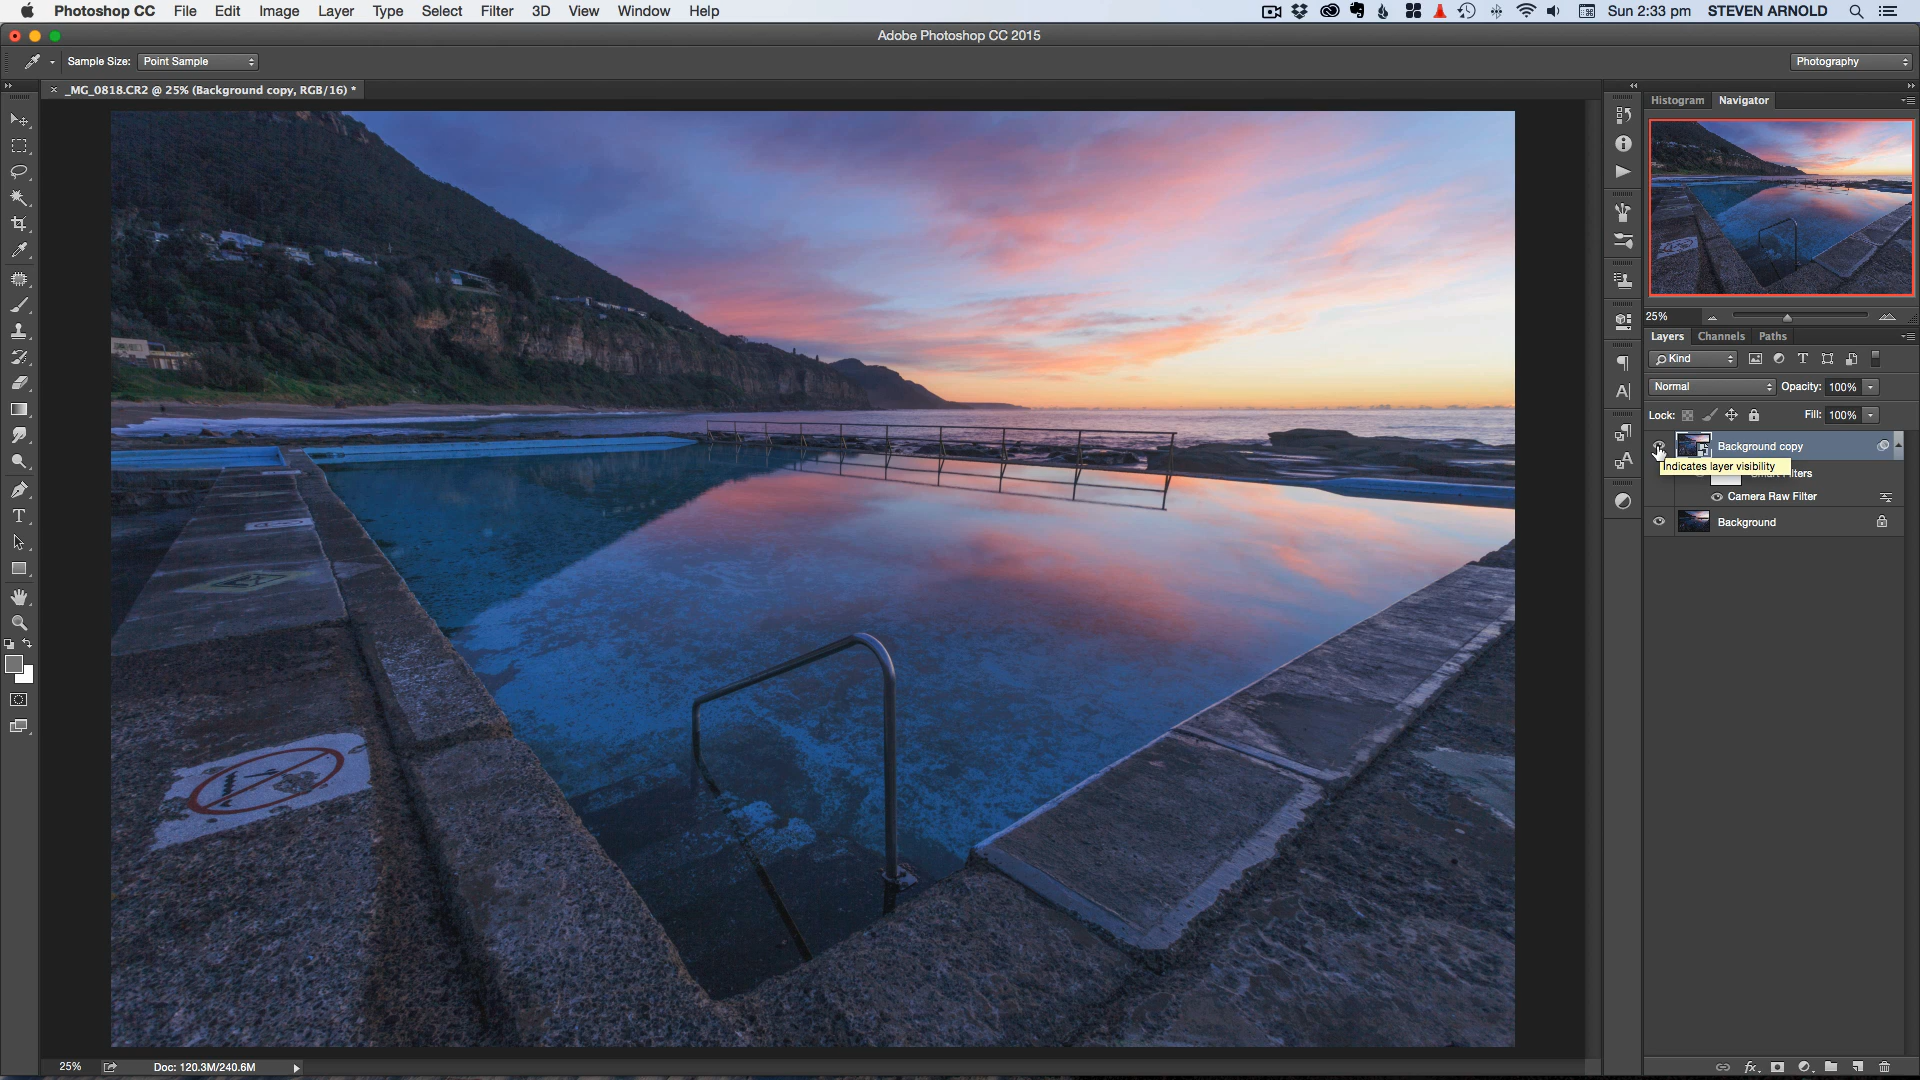 Photoshop CC File Edit Image Layer Type Select Filter 3D View Window Help Sun 2:33 pm STEVEN ARNOLD
Adobe Photoshop CC 2015
Sample Size: Point Sample Photography
_MG_0818.CR2 @ 25% (Background copy, RGB/16) *
Histogram Navigator
25%
Layers Channels Paths
Kind
Normal Opacity: 100%
Lock: Fill: 100%
Background copy
Indicates layer visibility
Camera Raw Filter
Background
25% Doc: 120.3M/240.6M